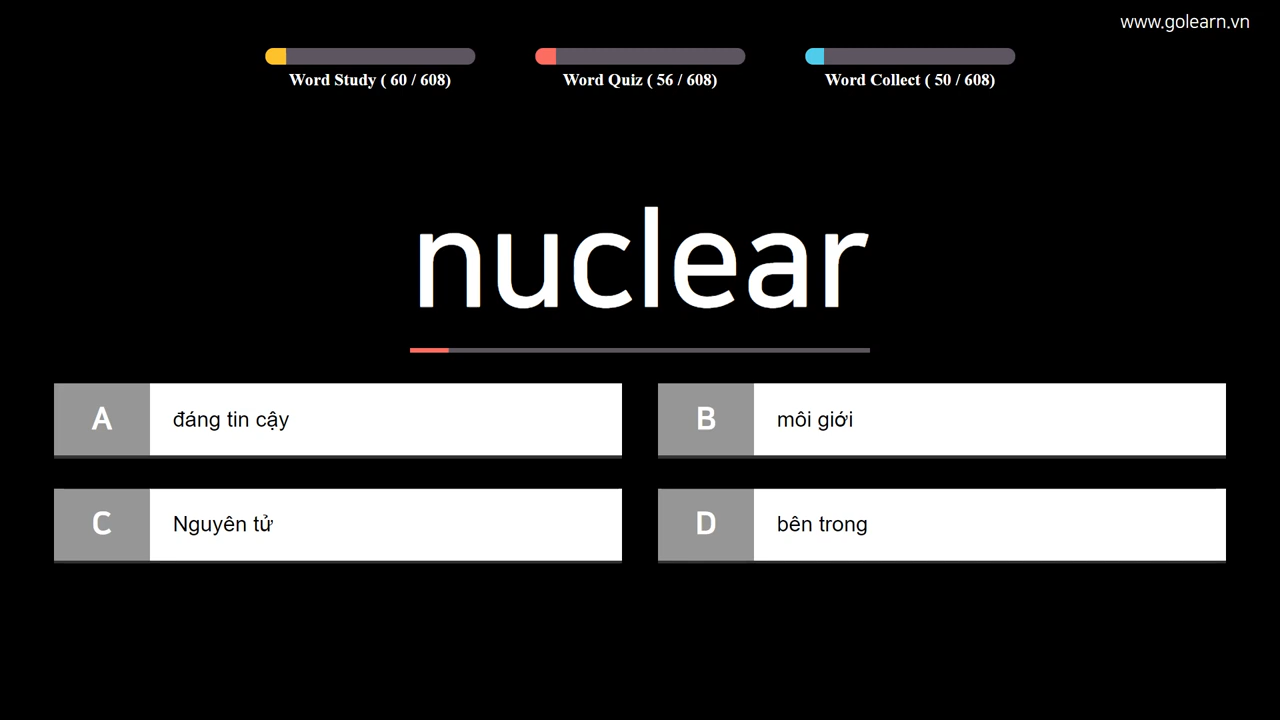 www.golearn.vn
Word Study ( 60 / 608)
Word Quiz ( 56 / 608)
Word Collect ( 50 / 608)
nuclear
A đáng tin cậy
B môi giới
C Nguyên tử
D bên trong